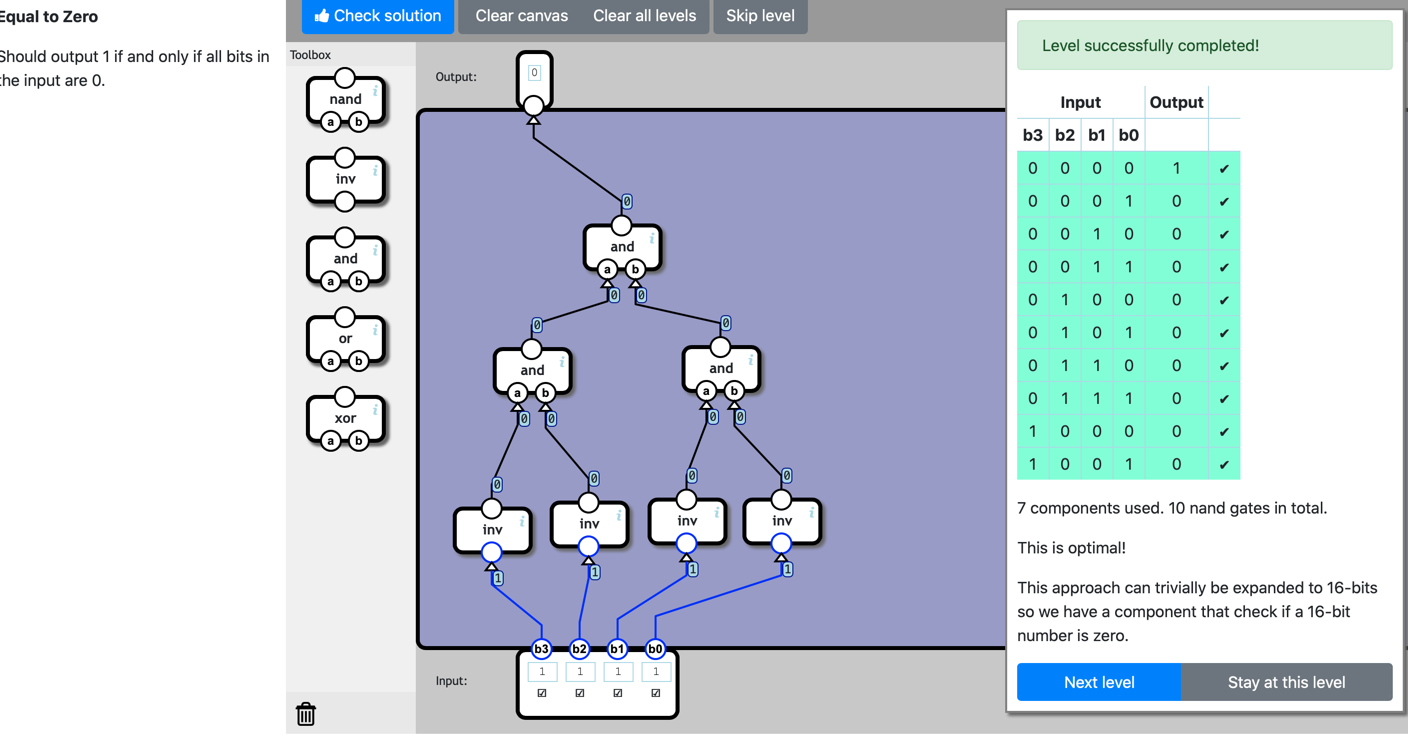 Equal to Zero
Should output 1 if and only if all bits in
the input are 0.
Check solution
Clear canvas
Clear all levels
Skip level
Toolbox
nand
a b
inv
and
a b
or
a b
xor
a b
Output:
0
0
and
a b
0 0
0 0
and and
a b a b
0 0 0 0
0 0 0 0
inv inv inv inv
1 1 1 1
b3 b2 b1 b0
Input:
1 1 1 1
Level successfully completed!
Input Output
b3 b2 b1 b0
0 0 0 0 1 ✔
0 0 0 1 0 ✔
0 0 1 0 0 ✔
0 0 1 1 0 ✔
0 1 0 0 0 ✔
0 1 0 1 0 ✔
0 1 1 0 0 ✔
0 1 1 1 0 ✔
1 0 0 0 0 ✔
1 0 0 1 0 ✔
7 components used. 10 nand gates in total.
This is optimal!
This approach can trivially be expanded to 16-bits
so we have a component that check if a 16-bit
number is zero.
Next level
Stay at this level